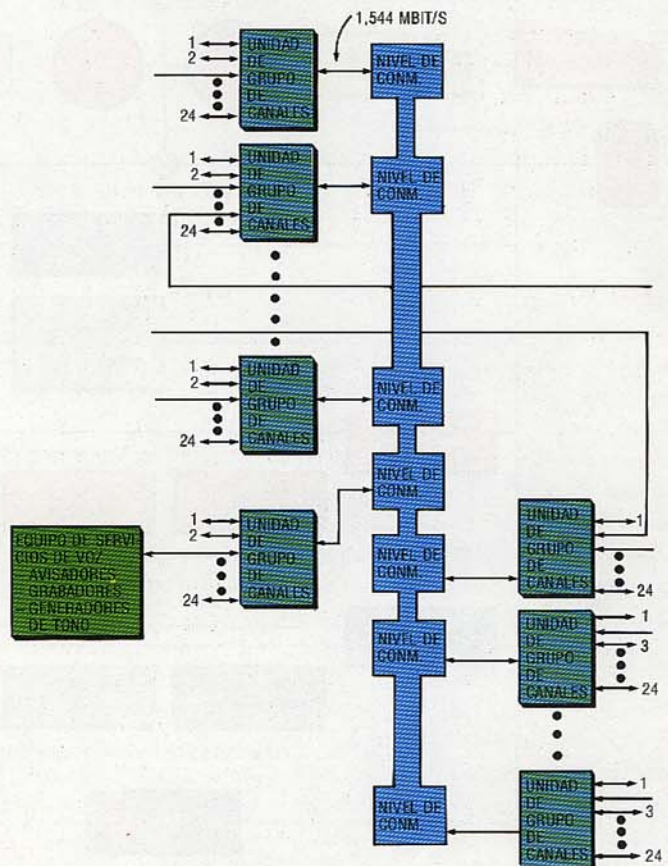 1,544 MBIT/S
1
2
24
UNIDAD
DE
GRUPO
DE
CANALES
NIVEL DE
CONM.
1
2
24
UNIDAD
DE
GRUPO
DE
CANALES
NIVEL DE
CONM.
1
2
24
UNIDAD
DE
GRUPO
DE
CANALES
NIVEL DE
CONM.
NIVEL DE
CONM.
1
2
24
UNIDAD
DE
GRUPO
DE
CANALES
EQUIPO DE SERVI
CIOS DE VOZ
AVISADORES
GRABADORES
– GENERADORES
DE TONO
NIVEL DE
CONM.
UNIDAD
DE
GRUPO
DE
CANALES
1
24
NIVEL DE
CONM.
UNIDAD
DE
GRUPO
DE
CANALES
1
3
24
NIVEL DE
CONM.
UNIDAD
DE
GRUPO
DE
CANALES
1
3
24